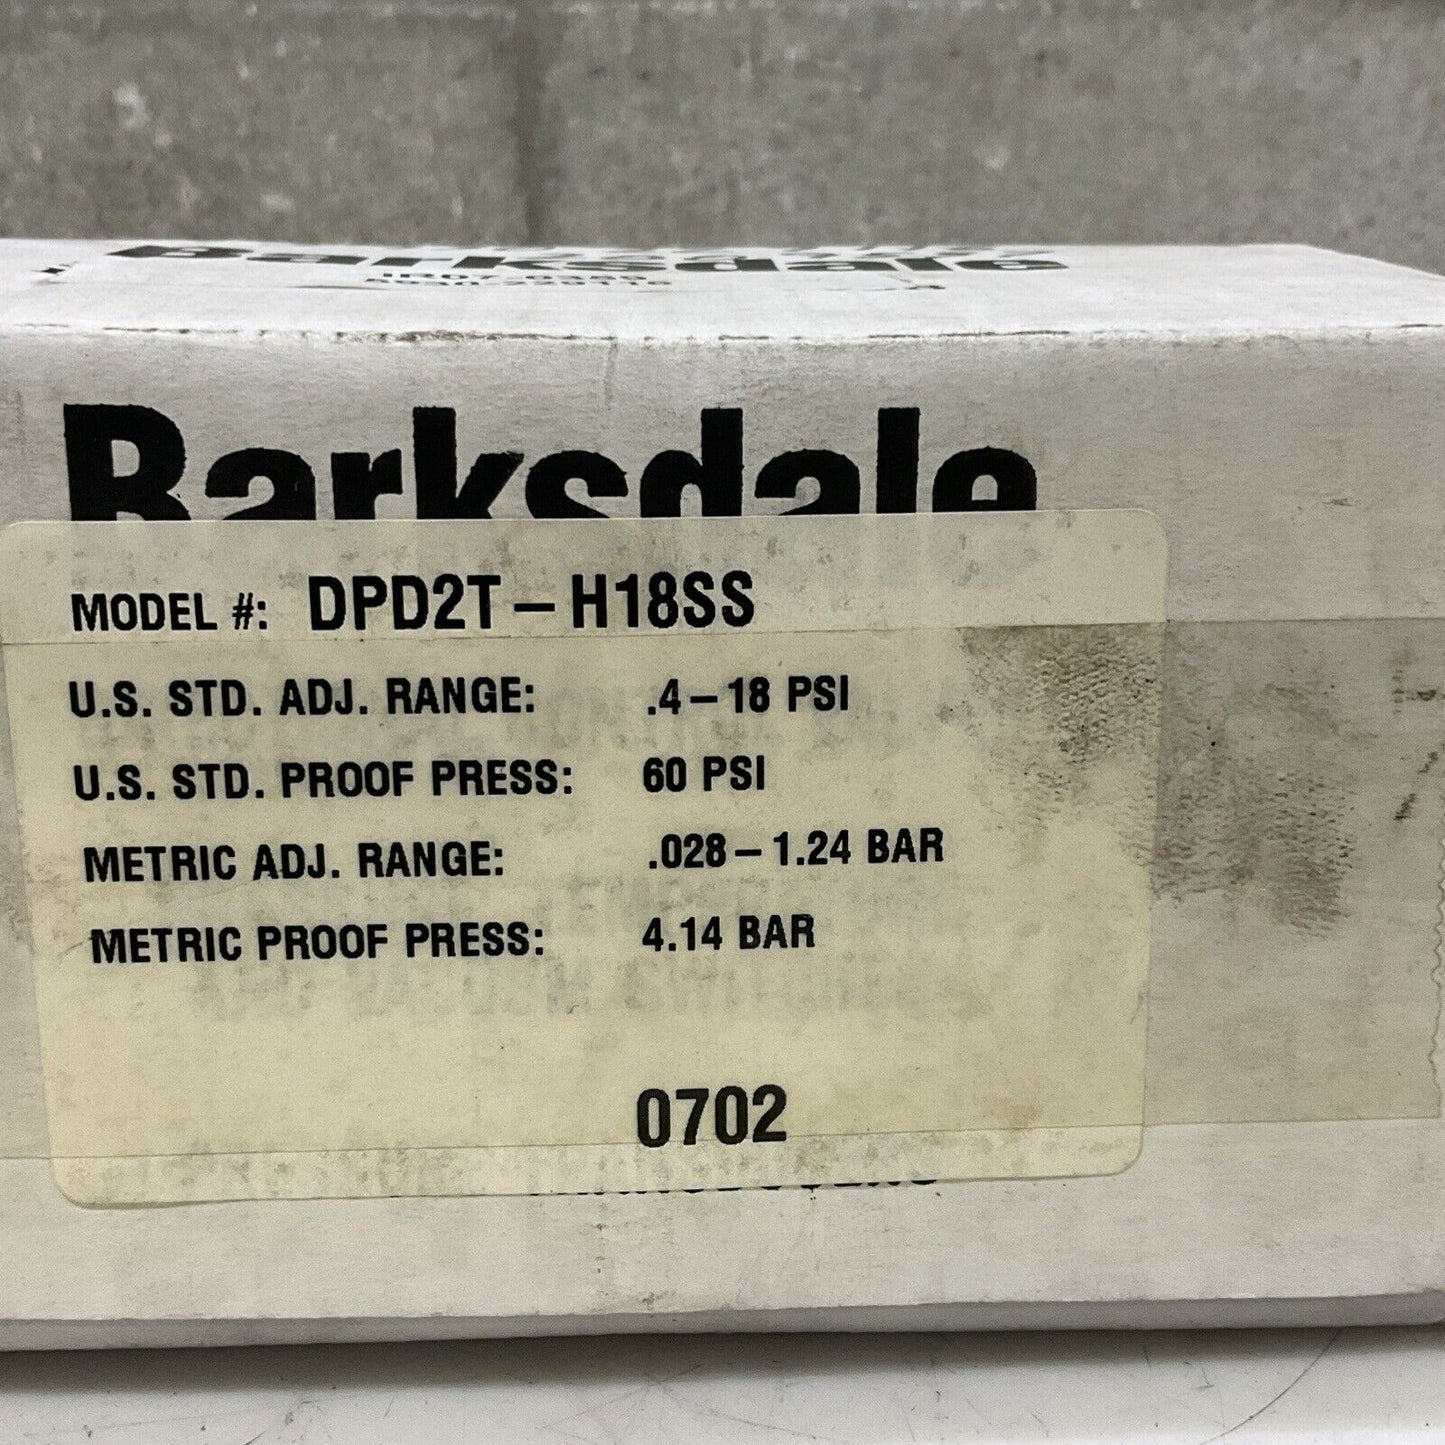 Barksdale
Barksdale
MODEL #: DPD2T – H18SS
U.S. STD. ADJ. RANGE: .4 – 18 PSI
U.S. STD. PROOF PRESS: 60 PSI
METRIC ADJ. RANGE: .028 – 1.24 BAR
METRIC PROOF PRESS: 4.14 BAR
0702